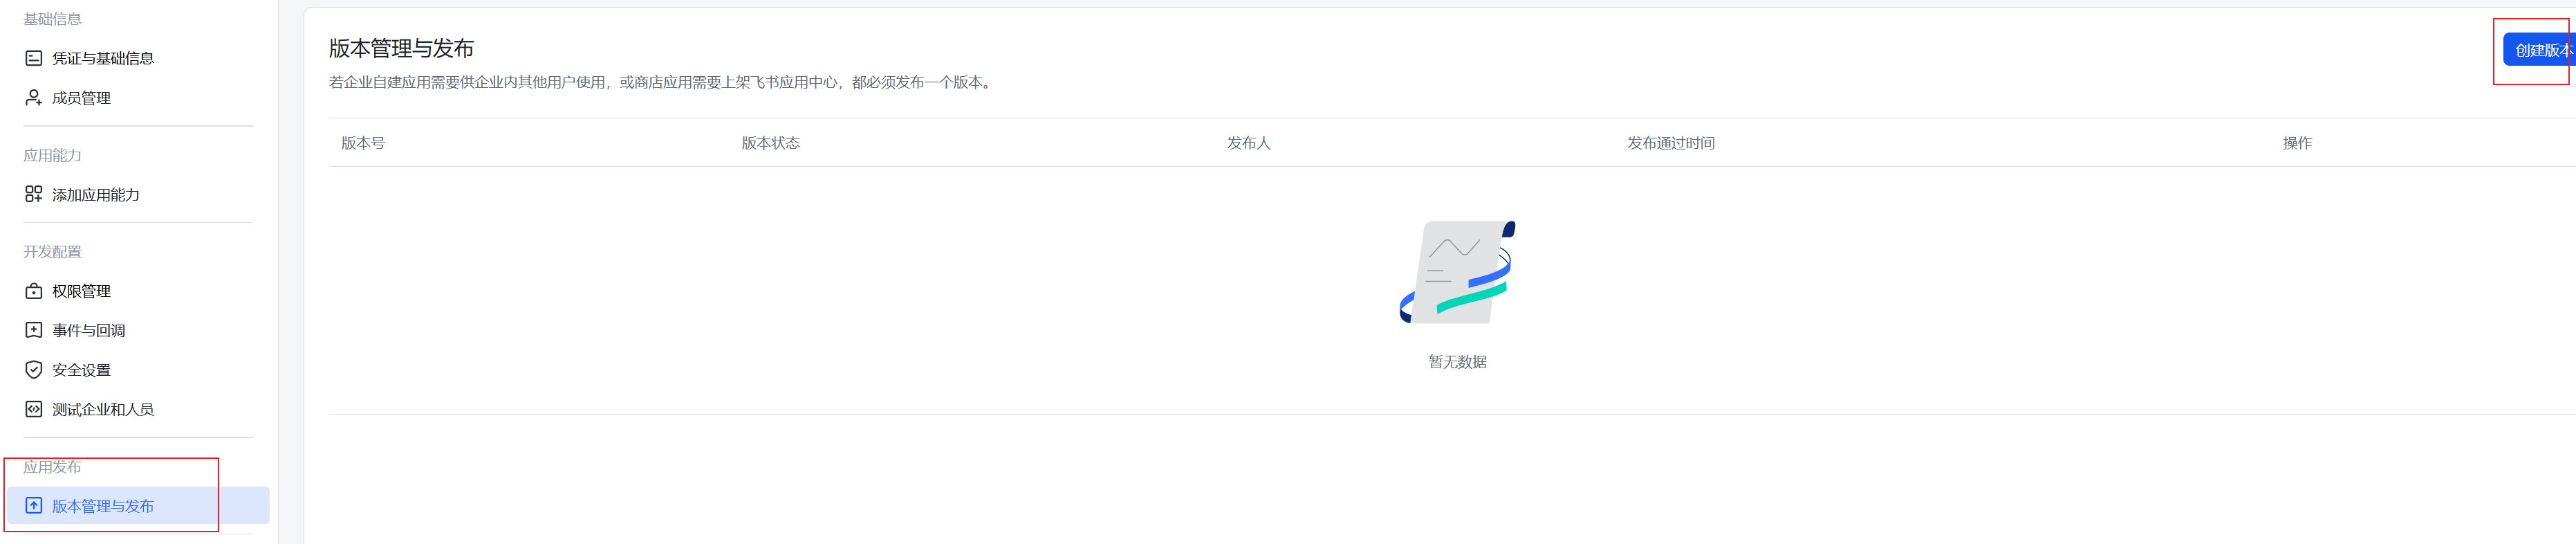 基础信息
凭证与基础信息
成员管理
应用能力
添加应用能力
开发配置
权限管理
事件与回调
安全设置
测试企业和人员
应用发布
版本管理与发布
版本管理与发布
创建版本
若企业自建应用需要供企业内其他用户使用，或商店应用需要上架飞书应用中心，都必须发布一个版本。
版本号 版本状态 发布人 发布通过时间 操作
暂无数据